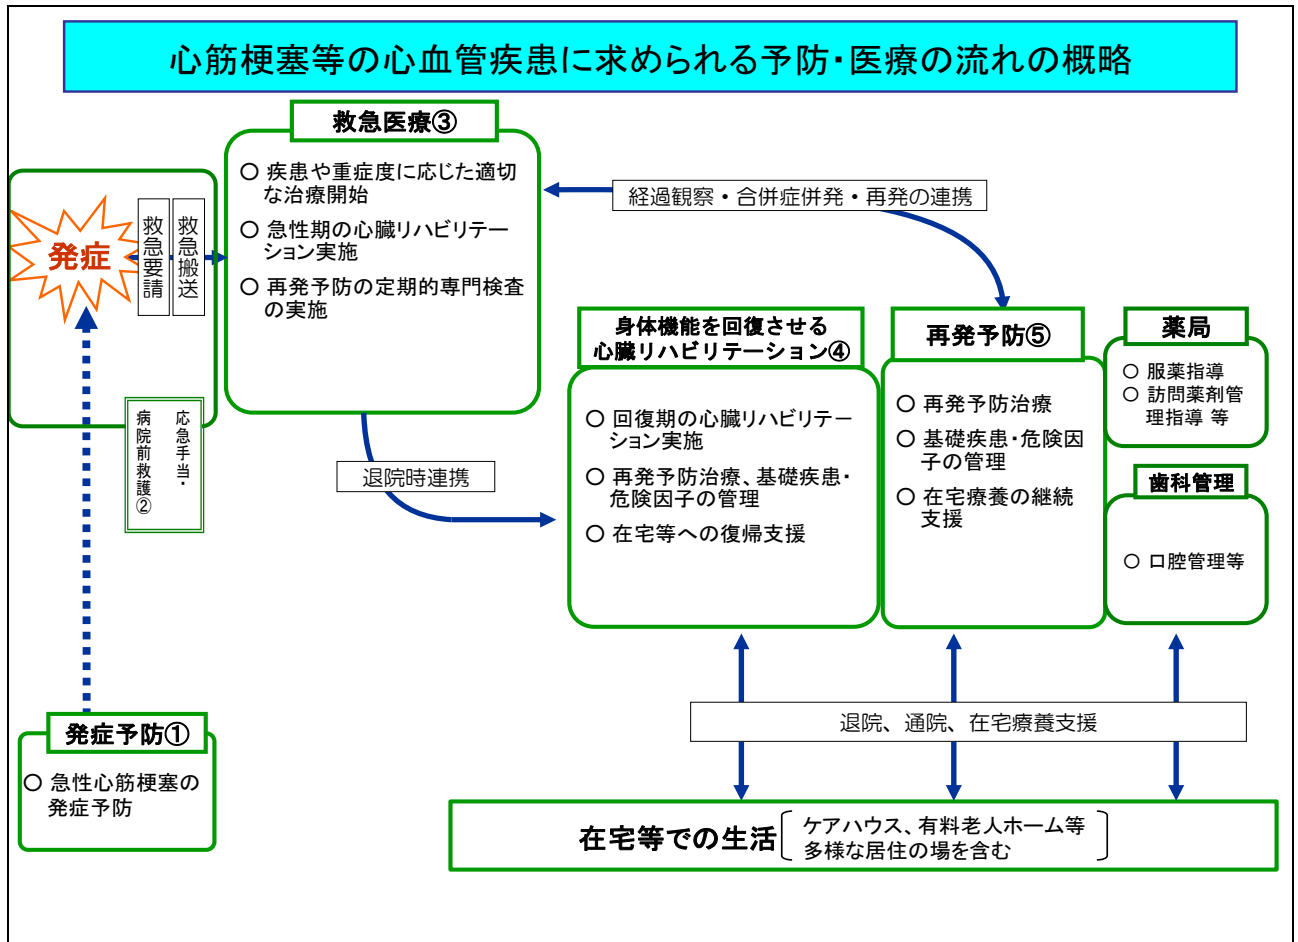 心筋梗塞等の心血管疾患に求められる予防・医療の流れの概略
救急医療③
○ 疾患や重症度に応じた適切
な治療開始
○ 急性期の心臓リハビリテー
ション実施
○ 再発予防の定期的専門検査
の実施
発症
救急要請
救急搬送
応急手当・
病院前救護②
経過観察・合併症併発・再発の連携
退院時連携
身体機能を回復させる
心臓リハビリテーション④
○ 回復期の心臓リハビリテー
ション実施
○ 再発予防治療、基礎疾患・
危険因子の管理
○ 在宅等への復帰支援
再発予防⑤
○ 再発予防治療
○ 基礎疾患・危険因
子の管理
○ 在宅療養の継続
支援
薬局
○ 服薬指導
○ 訪問薬剤管
理指導 等
歯科管理
○ 口腔管理等
発症予防①
○ 急性心筋梗塞の
発症予防
退院、通院、在宅療養支援
在宅等での生活
ケアハウス、有料老人ホーム等
多様な居住の場を含む